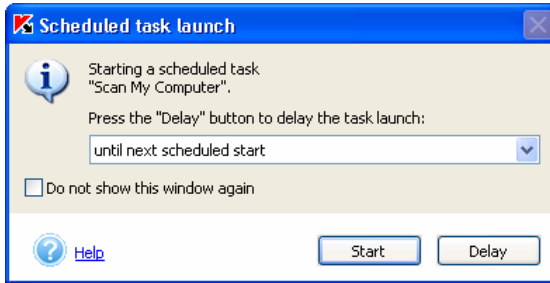 Scheduled task launch
Starting a scheduled task
"Scan My Computer".
Press the "Delay" button to delay the task launch:
until next scheduled start
Do not show this window again
Help
Start
Delay